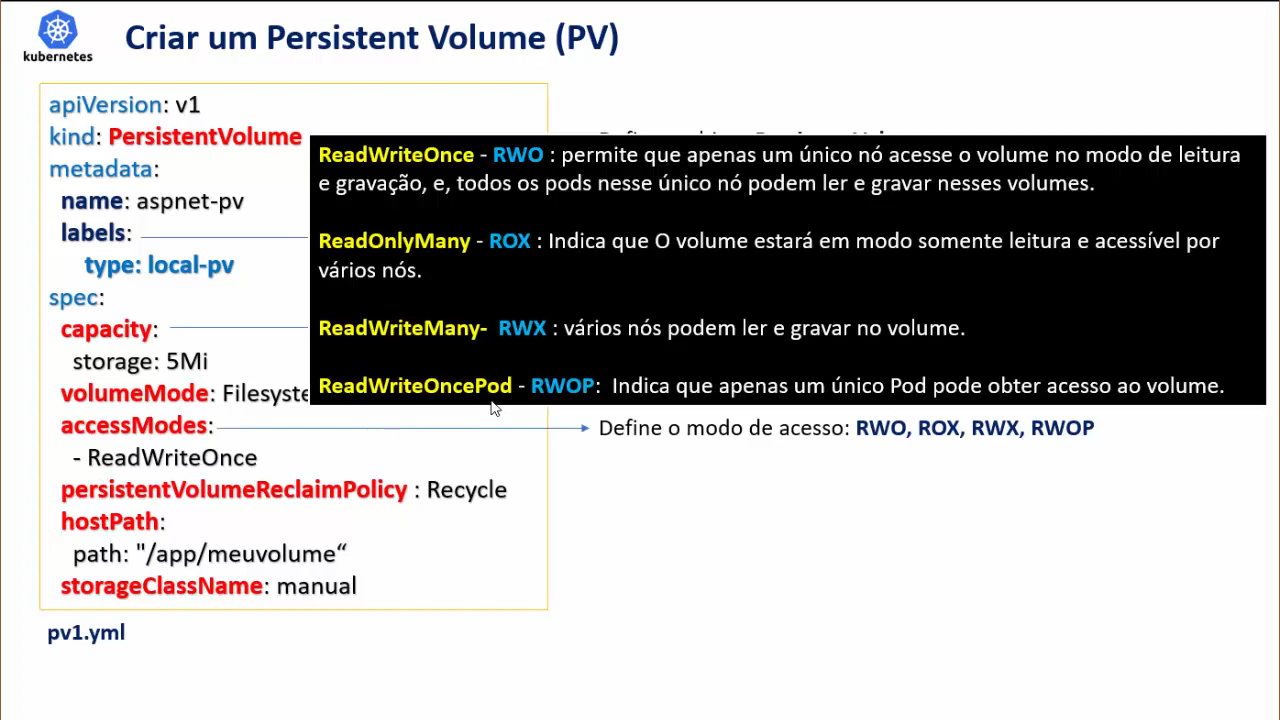 kubernetes
Criar um Persistent Volume (PV)
apiVersion: v1
kind: PersistentVolume
metadata:
name: aspnet-pv
labels:
type: local-pv
spec:
capacity:
storage: 5Mi
volumeMode: Filesyste
accessModes:
- ReadWriteOnce
persistentVolumeReclaimPolicy : Recycle
hostPath:
path: "/app/meuvolume“
storageClassName: manual
pv1.yml
ReadWriteOnce - RWO : permite que apenas um único nó acesse o volume no modo de leitura
e gravação, e, todos os pods nesse único nó podem ler e gravar nesses volumes.
ReadOnlyMany - ROX : Indica que O volume estará em modo somente leitura e acessível por
vários nós.
ReadWriteMany- RWX : vários nós podem ler e gravar no volume.
ReadWriteOncePod - RWOP: Indica que apenas um único Pod pode obter acesso ao volume.
Define o modo de acesso: RWO, ROX, RWX, RWOP